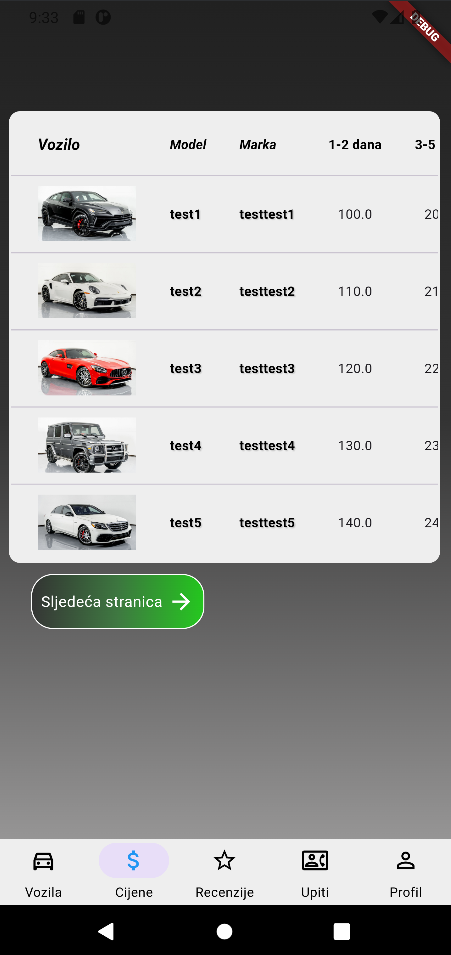 9:33
DEBUG
Vozilo Model Marka 1-2 dana 3-5
test1 testtest1 100.0 20
test2 testtest2 110.0 21
test3 testtest3 120.0 22
test4 testtest4 130.0 23
test5 testtest5 140.0 24
Sljedeća stranica
Vozila Cijene Recenzije Upiti Profil